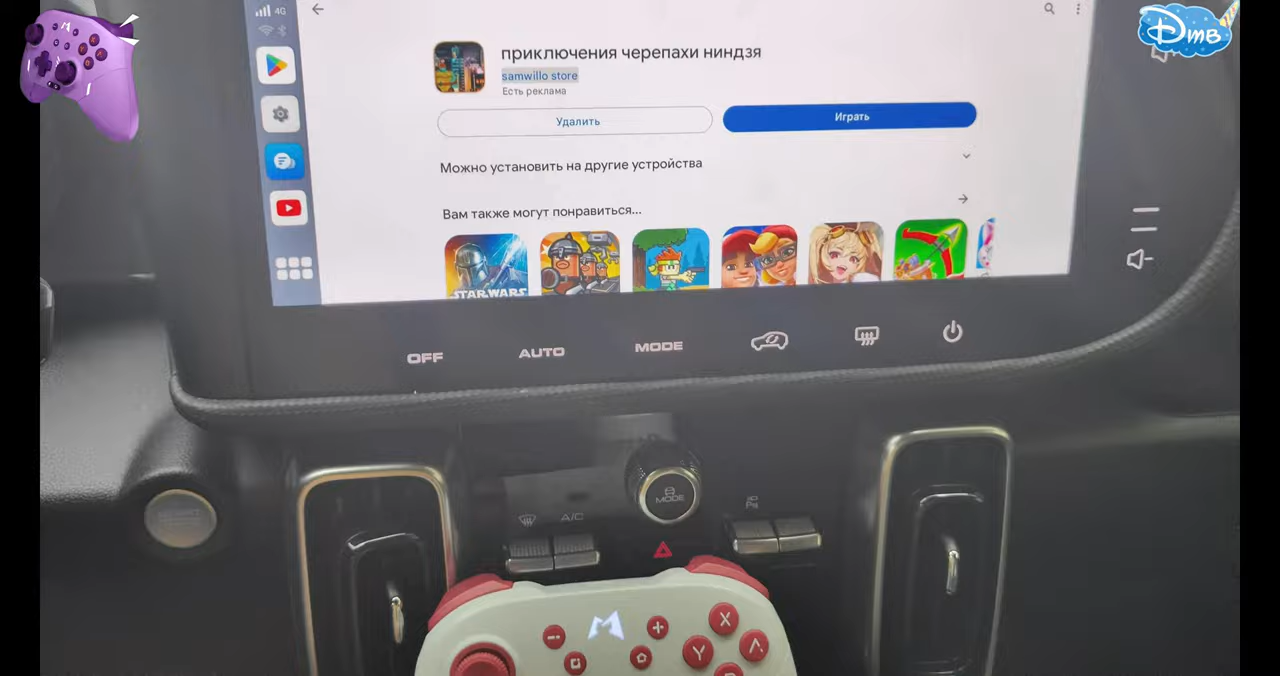 4G
Dmb
приключения черепахи ниндзя
samwillo store
Есть реклама
Удалить
Играть
Можно установить на другие устройства
Вам также могут понравиться...
STAR WARS
OFF
AUTO
MODE
MODE
A/C
X
Y
A